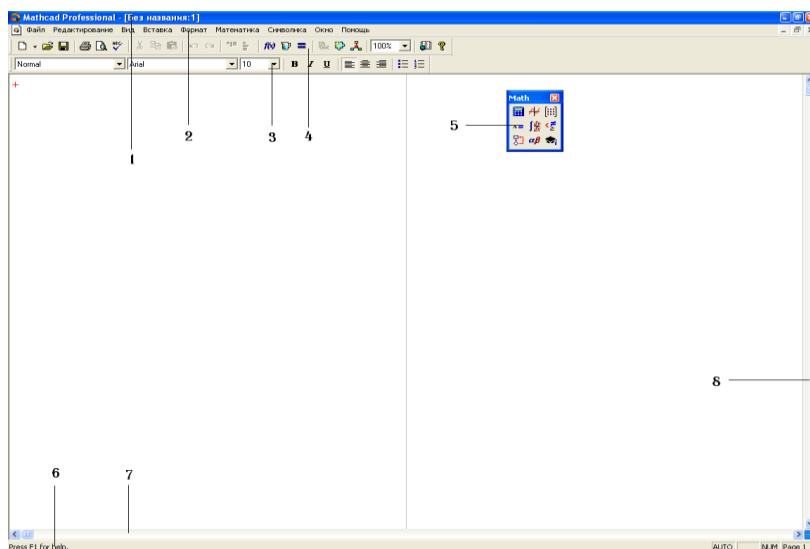 Mathcad Professional - [Без названия:1]
Файл Редактирование Вид Вставка Формат Математика Символика Окно Помощь
100%
Normal Arial 10 B I U
+
Math
f(x)
αβ
5
1
2
3
4
8
6
7
Press F1 for help. AUTO NUM Page 1